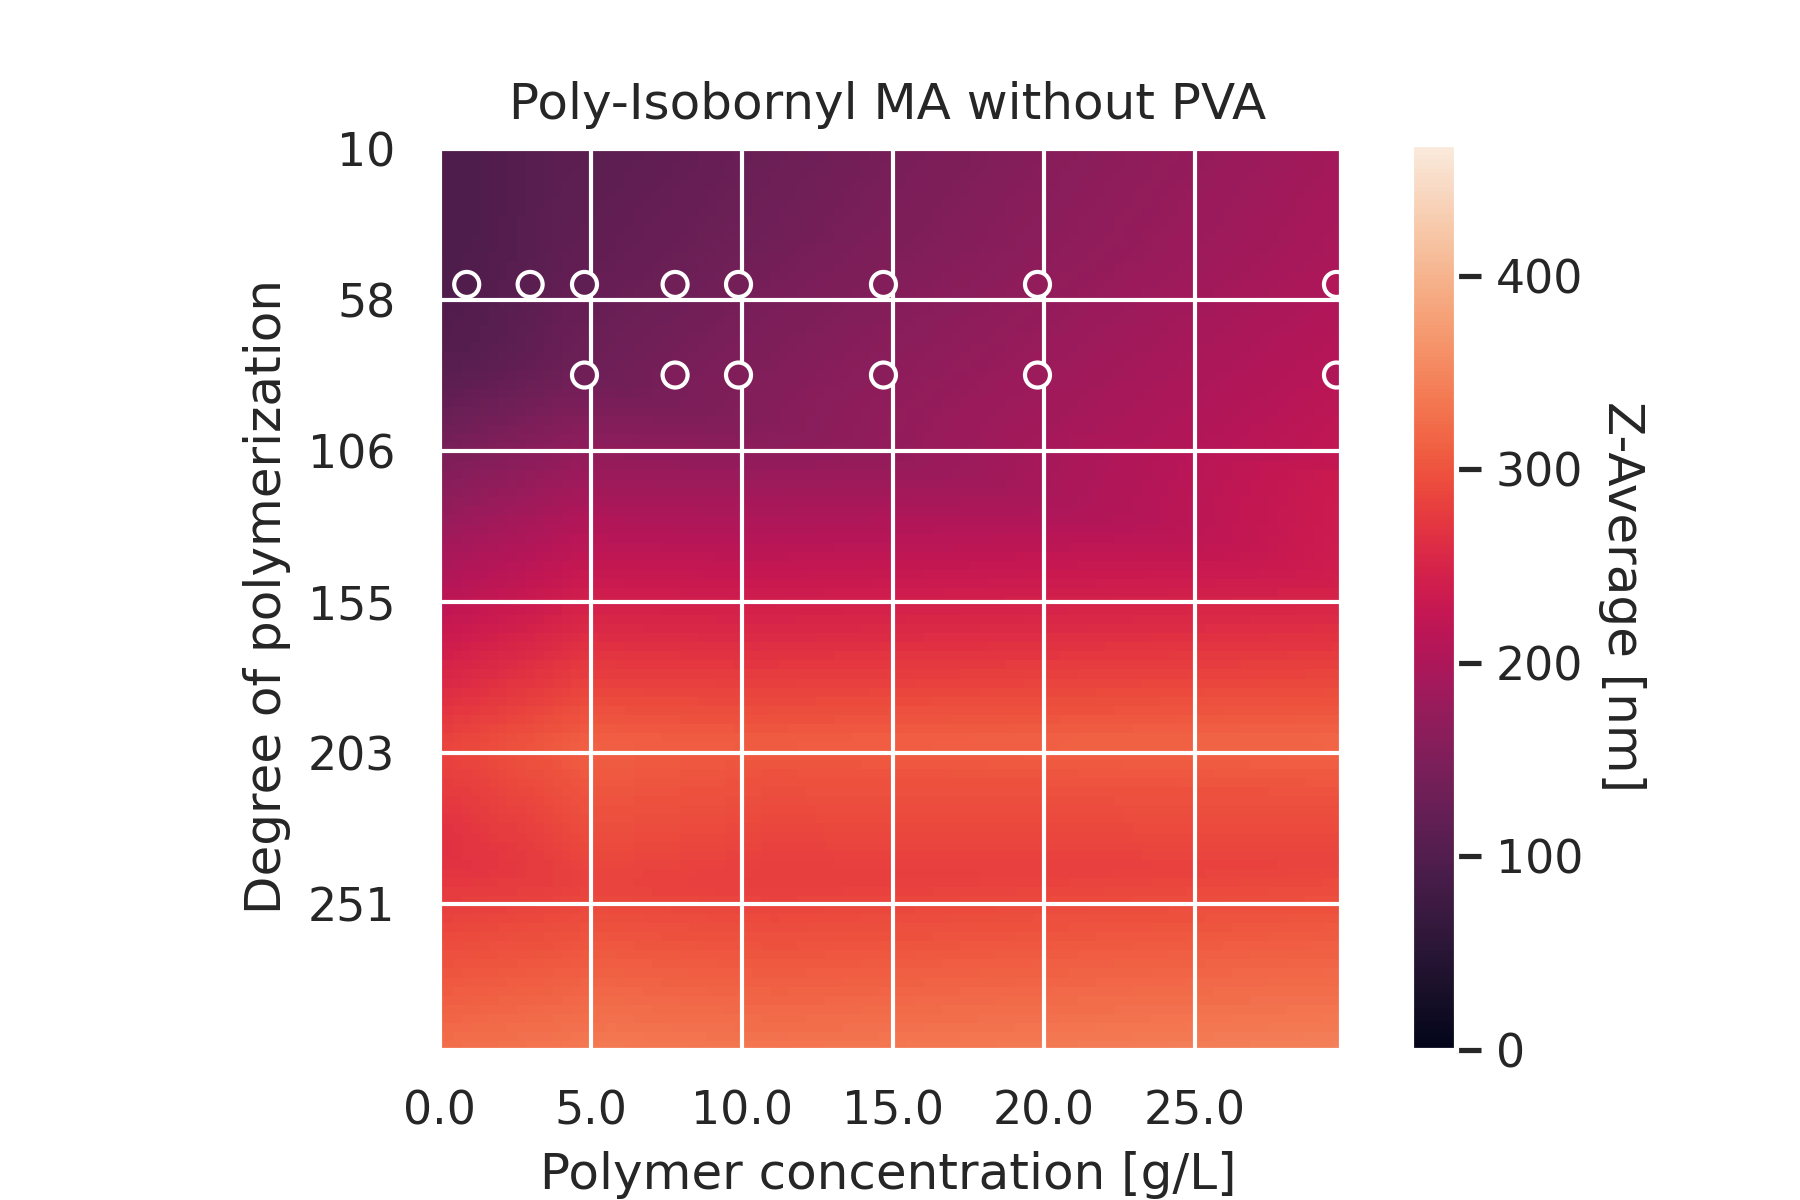 Poly-Isobornyl MA without PVA
10
58
106
155
203
251
Degree of polymerization
0.0 5.0 10.0 15.0 20.0 25.0
Polymer concentration [g/L]
400
300
200
100
0
Z-Average [nm]